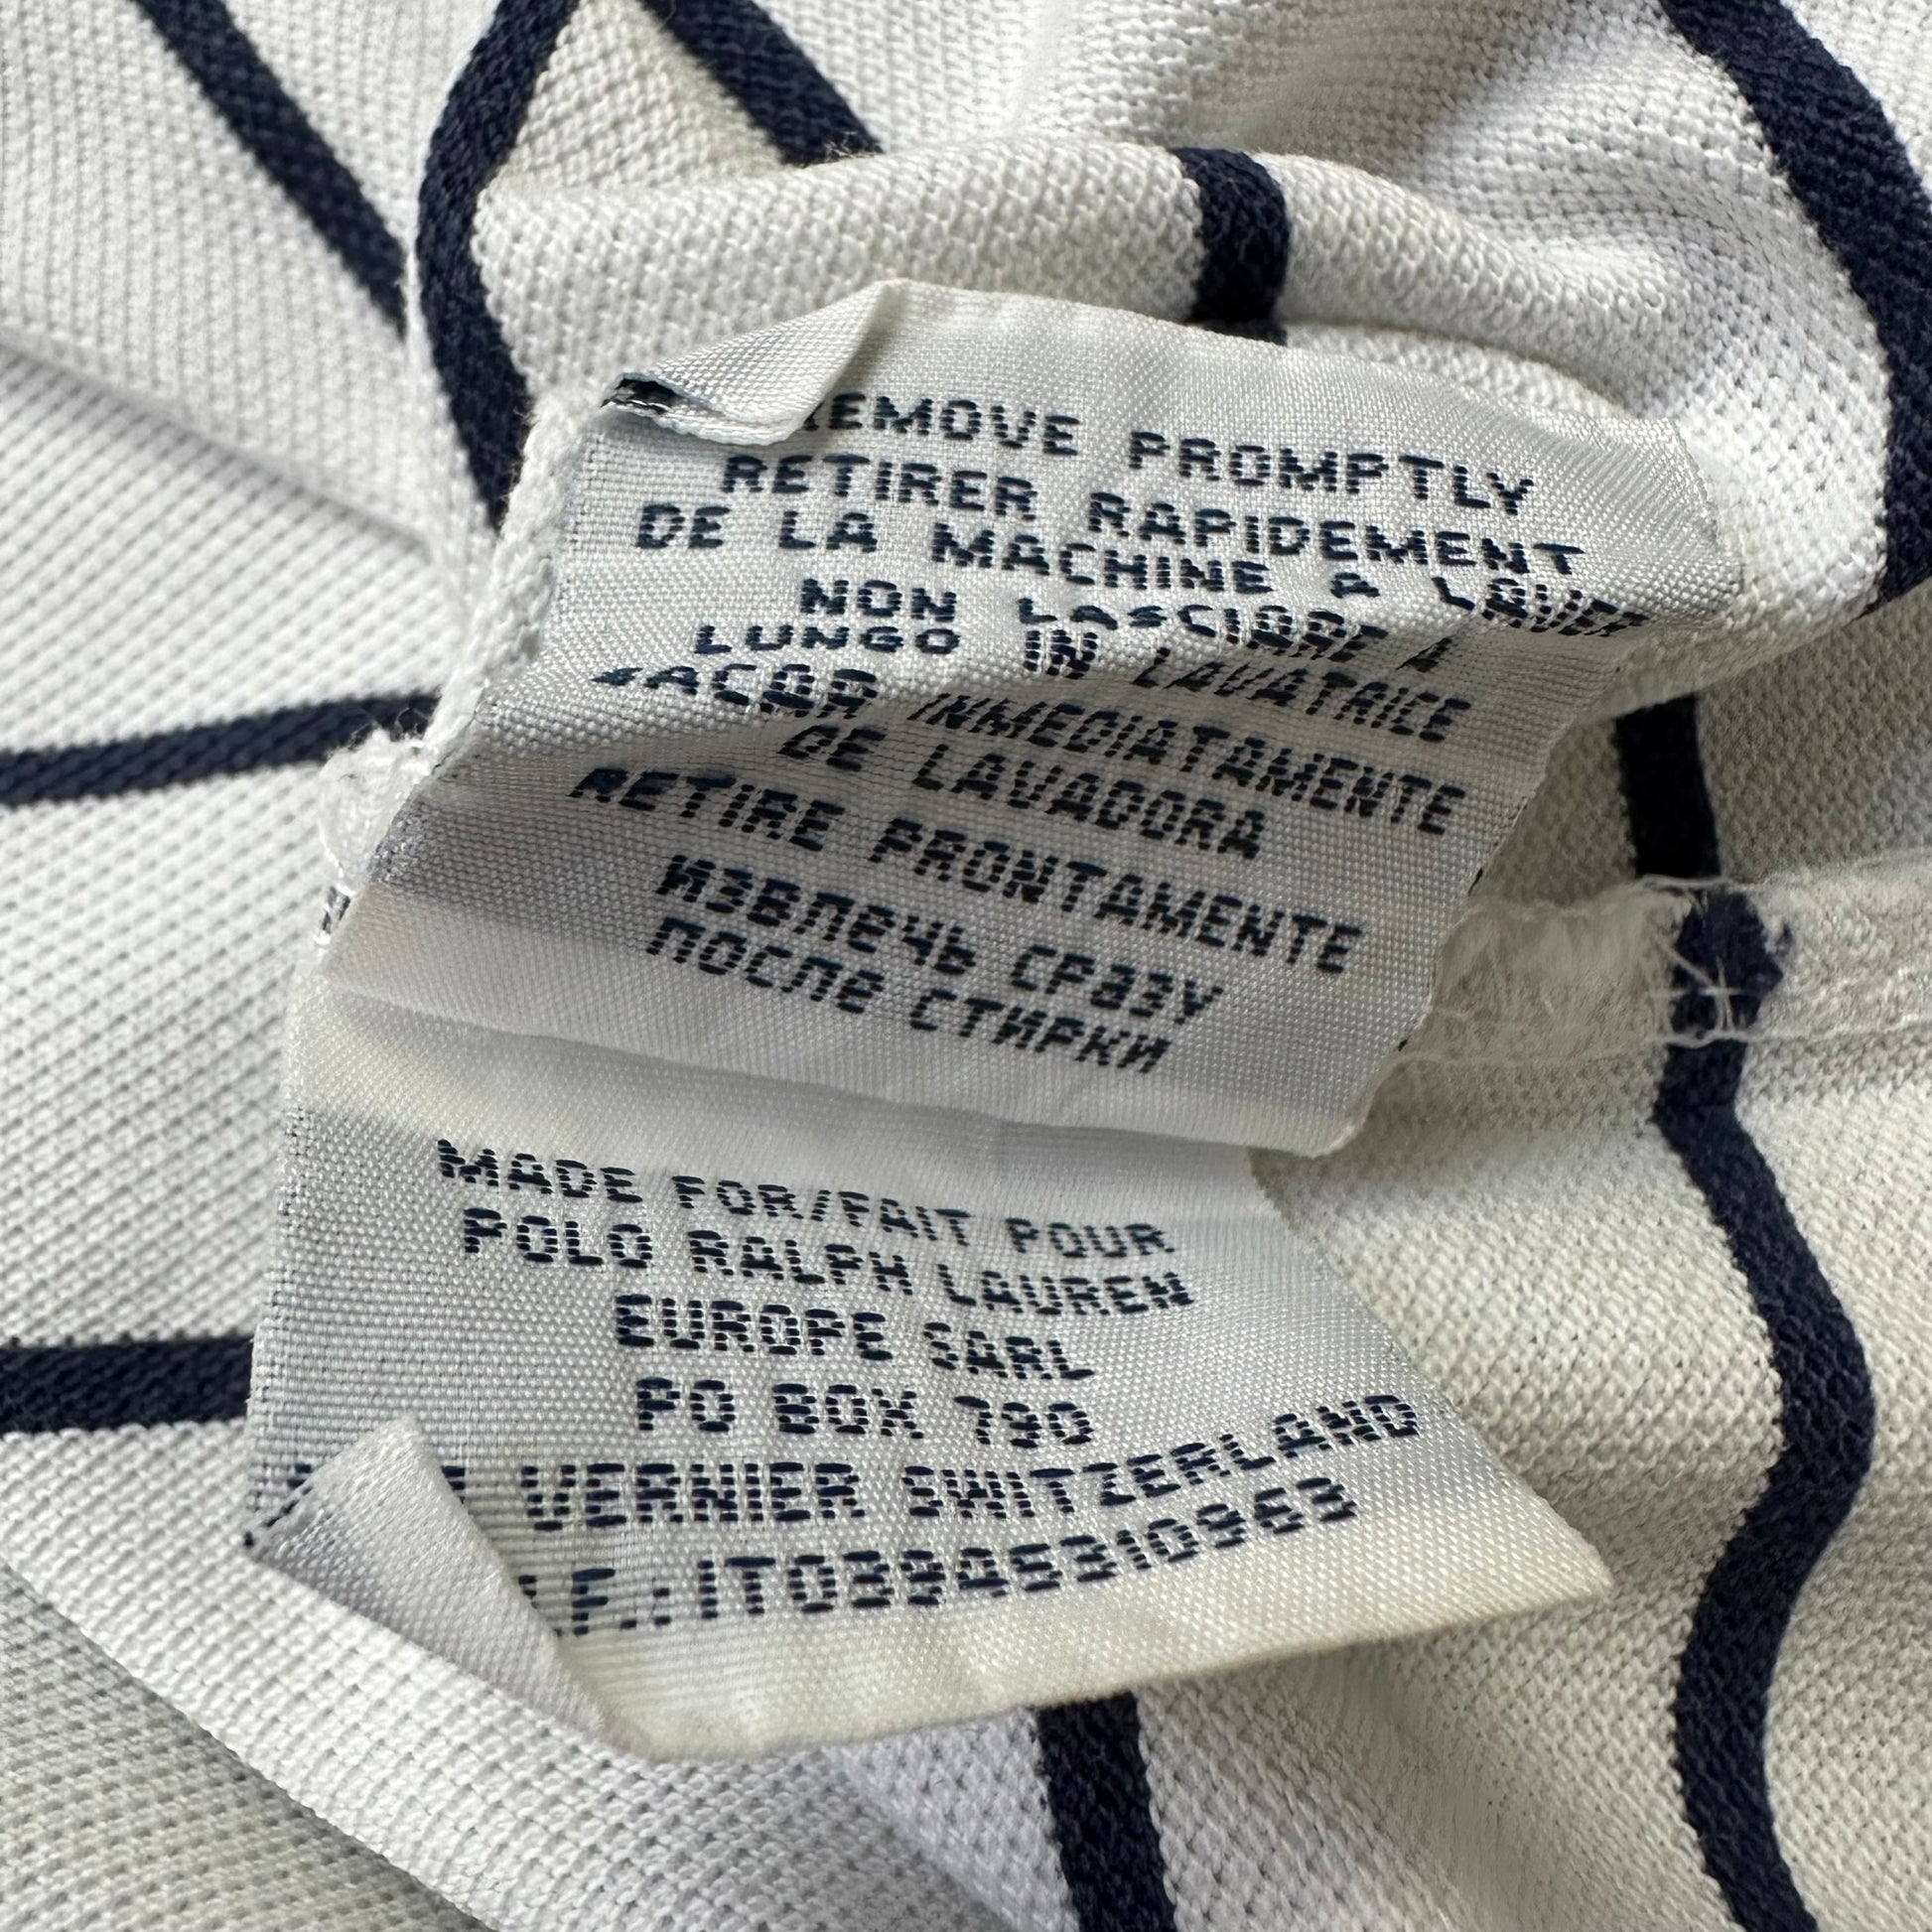 REMOVE PROMPTLY
RETIRER RAPIDEMENT
DE LA MACHINE A LAVER
NON LASCIARE A
LUNGO IN LAVATRICE
SACAR INMEDIATAMENTE
DE LAVADORA
RETIRE PRONTAMENTE
ИЗВЛЕЧЬ СРАЗУ
ПОСЛЕ СТИРКИ
MADE FOR/FAIT POUR
POLO RALPH LAUREN
EUROPE SARL
PO BOX 790
VERNIER SWITZERLAND
.F.:IT03945310963